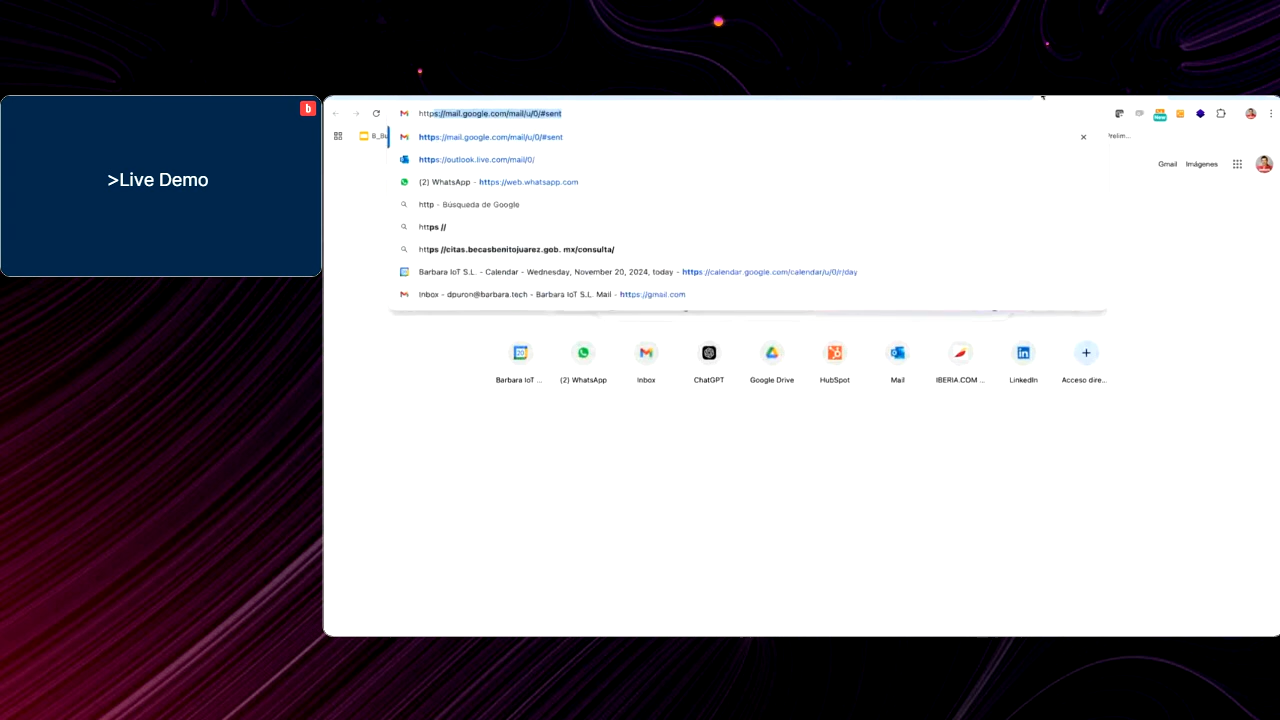 b
>Live Demo
https://mail.google.com/mail/u/0/#sent
B_Bu
https://mail.google.com/mail/u/0/#sent
Prelim...
https://outlook.live.com/mail/0/
Gmail Imágenes
(2) WhatsApp - https://web.whatsapp.com
http - Búsqueda de Google
https //
https //citas.becasbenitojuarez.gob. mx/consulta/
Barbara IoT S.L. - Calendar - Wednesday, November 20, 2024, today - https://calendar.google.com/calendar/u/0/r/day
Inbox - dpuron@barbara.tech - Barbara IoT S.L. Mail - https://gmail.com
Barbara IoT ... (2) WhatsApp Inbox ChatGPT Google Drive HubSpot Mail IBERIA.COM ... LinkedIn Acceso dire...